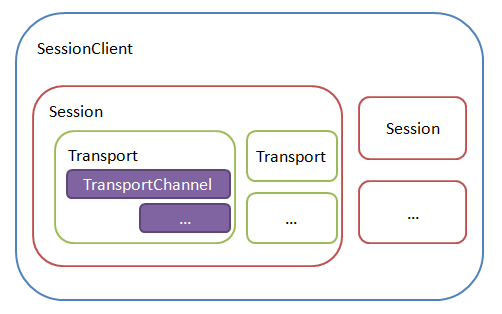 SessionClient
Session
Transport
TransportChannel
...
Transport
...
Session
...